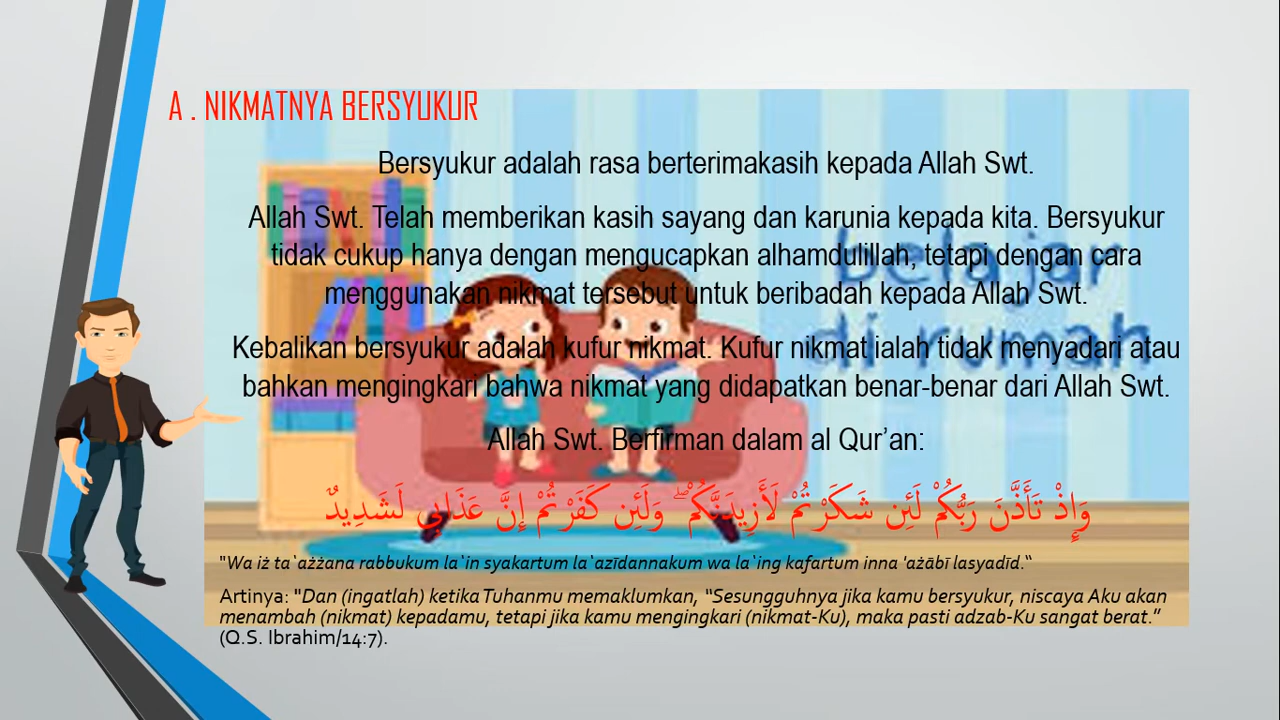 A . NIKMATNYA BERSYUKUR
Bersyukur adalah rasa berterimakasih kepada Allah Swt.
Allah Swt. Telah memberikan kasih sayang dan karunia kepada kita. Bersyukur
tidak cukup hanya dengan mengucapkan alhamdulillah, tetapi dengan cara
menggunakan nikmat tersebut untuk beribadah kepada Allah Swt.
Kebalikan bersyukur adalah kufur nikmat. Kufur nikmat ialah tidak menyadari atau
bahkan mengingkari bahwa nikmat yang didapatkan benar-benar dari Allah Swt.
Allah Swt. Berfirman dalam al Qur’an:
وَإِذْ تَأَذَّنَ رَبُّكُمْ لَئِن شَكَرْتُمْ لَأَزِيدَنَّكُمْ ۖ وَلَئِن كَفَرْتُمْ إِنَّ عَذَابِي لَشَدِيدٌ
"Wa iż ta`ażżana rabbukum la`in syakartum la`azīdannakum wa la`ing kafartum inna 'ażābī lasyadīd.“
Artinya: "Dan (ingatlah) ketika Tuhanmu memaklumkan, “Sesungguhnya jika kamu bersyukur, niscaya Aku akan
menambah (nikmat) kepadamu, tetapi jika kamu mengingkari (nikmat-Ku), maka pasti adzab-Ku sangat berat.”
(Q.S. Ibrahim/14:7).
belajar
di rumah